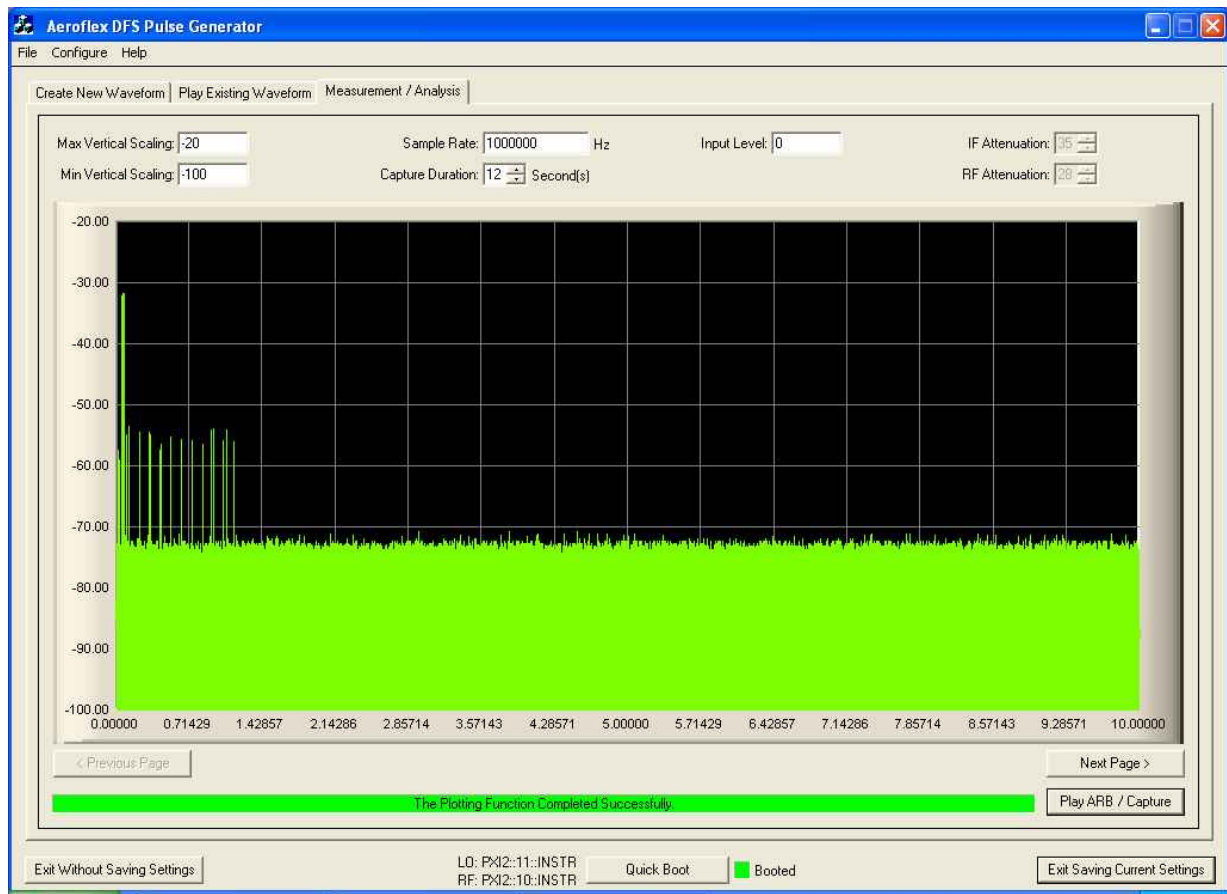 Aeroflex DFS Pulse Generator
File Configure Help
Create New Waveform Play Existing Waveform Measurement / Analysis
Max Vertical Scaling: -20 Sample Rate: 1000000 Hz Input Level: 0 IF Attenuation: 35
Min Vertical Scaling: -100 Capture Duration: 12 Second(s) RF Attenuation: 28
-20.00
-30.00
-40.00
-50.00
-60.00
-70.00
-80.00
-90.00
-100.00
0.00000 0.71429 1.42857 2.14286 2.85714 3.57143 4.28571 5.00000 5.71429 6.42857 7.14286 7.85714 8.57143 9.28571 10.00000
< Previous Page Next Page >
The Plotting Function Completed Successfully. Play ARB / Capture
Exit Without Saving Settings LO: PXI2::11::INSTR Quick Boot Booted Exit Saving Current Settings
RF: PXI2::10::INSTR